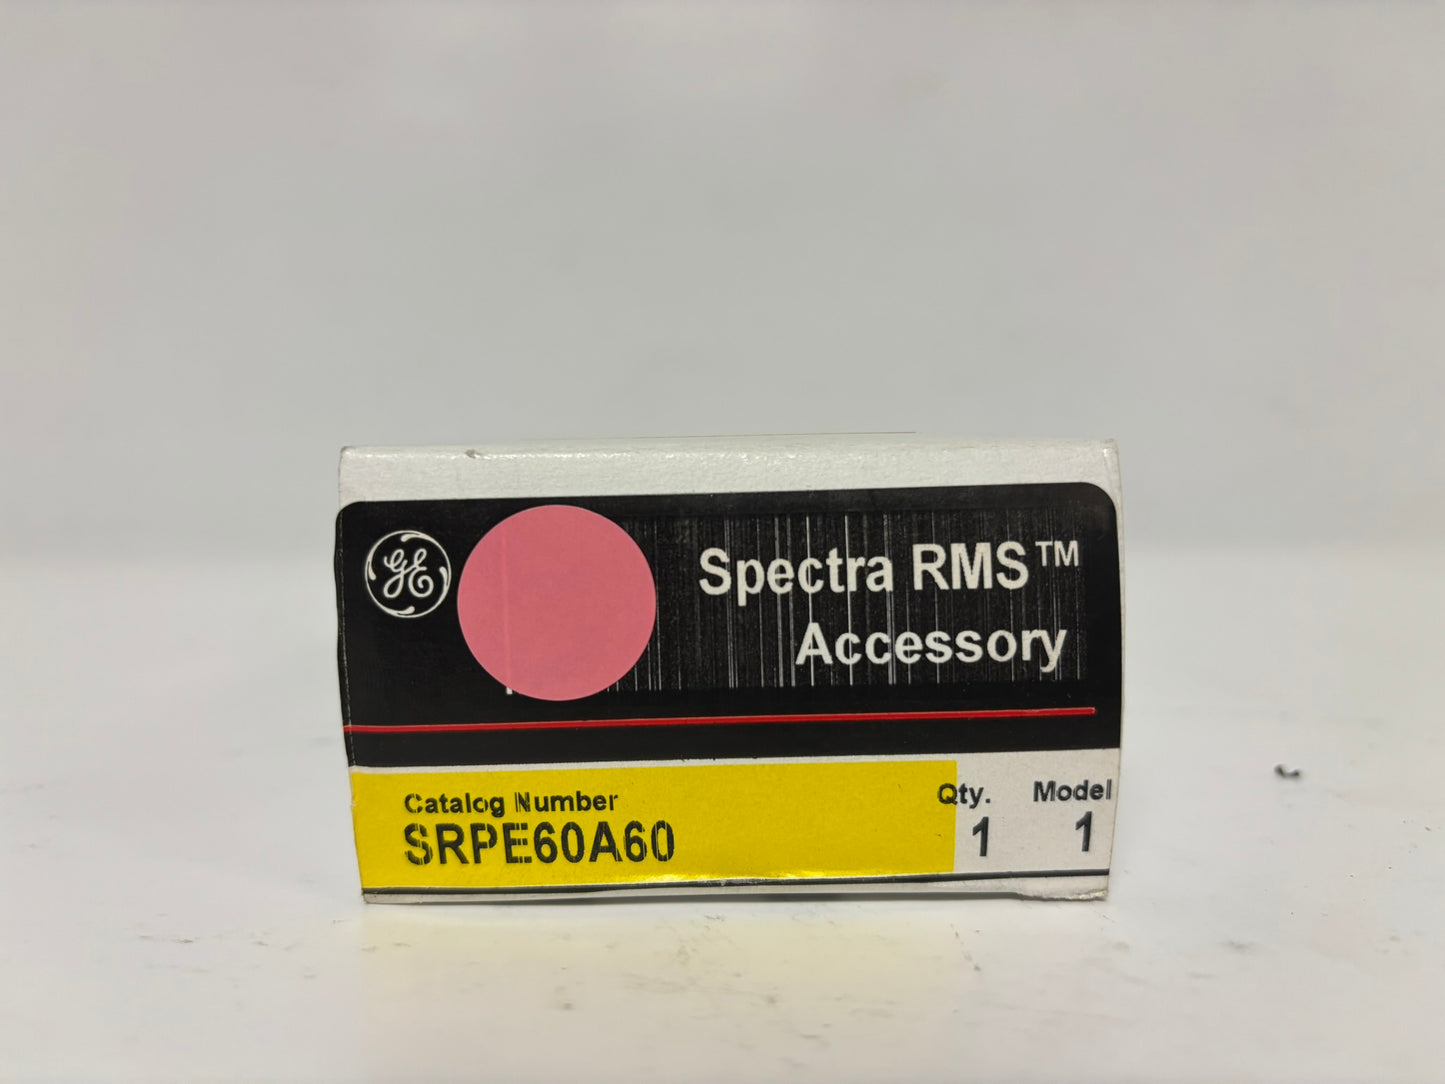 GE
Spectra RMS™
Accessory
Catalog Number
SRPE60A60
Qty.
1
Model
1